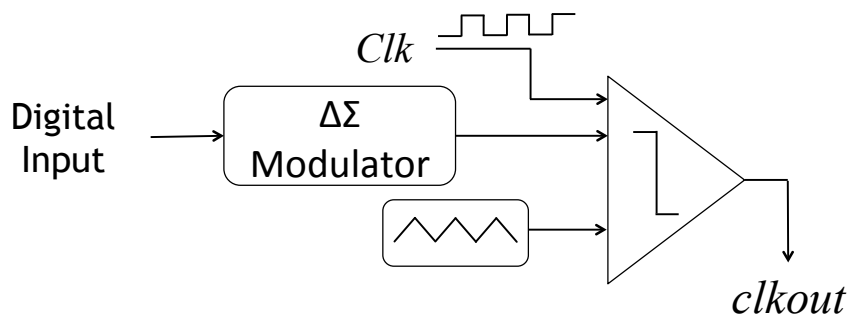 Clk
Digital
Input
ΔΣ
Modulator
clkout